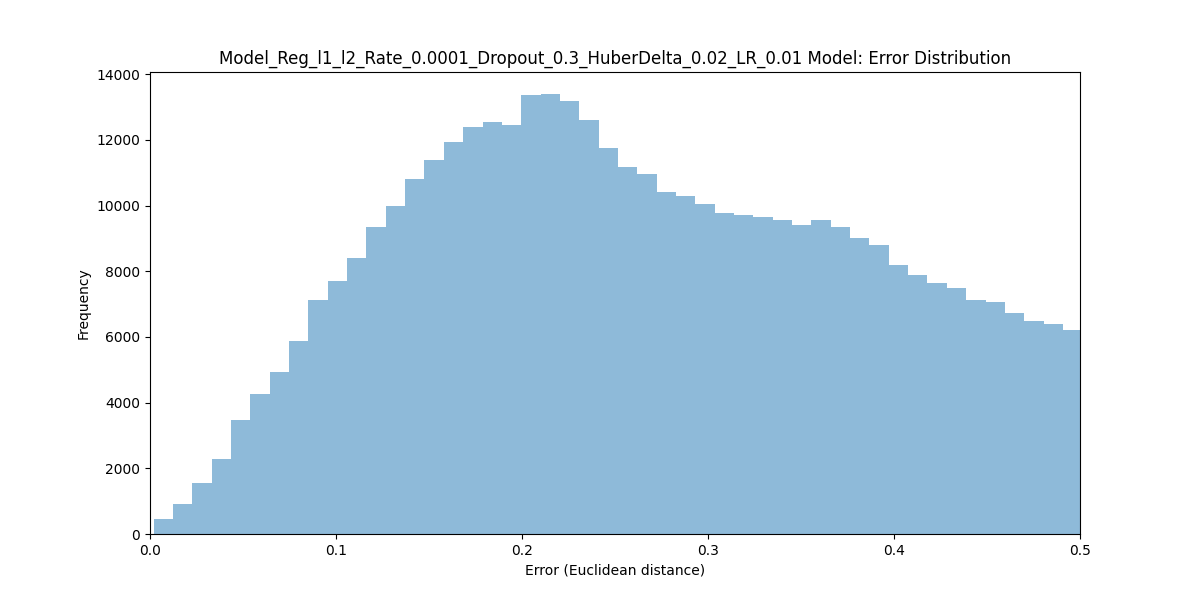 Model_Reg_l1_l2_Rate_0.0001_Dropout_0.3_HuberDelta_0.02_LR_0.01 Model: Error Distribution
14000
12000
10000
8000
6000
4000
2000
0
Frequency
0.0 0.1 0.2 0.3 0.4 0.5
Error (Euclidean distance)